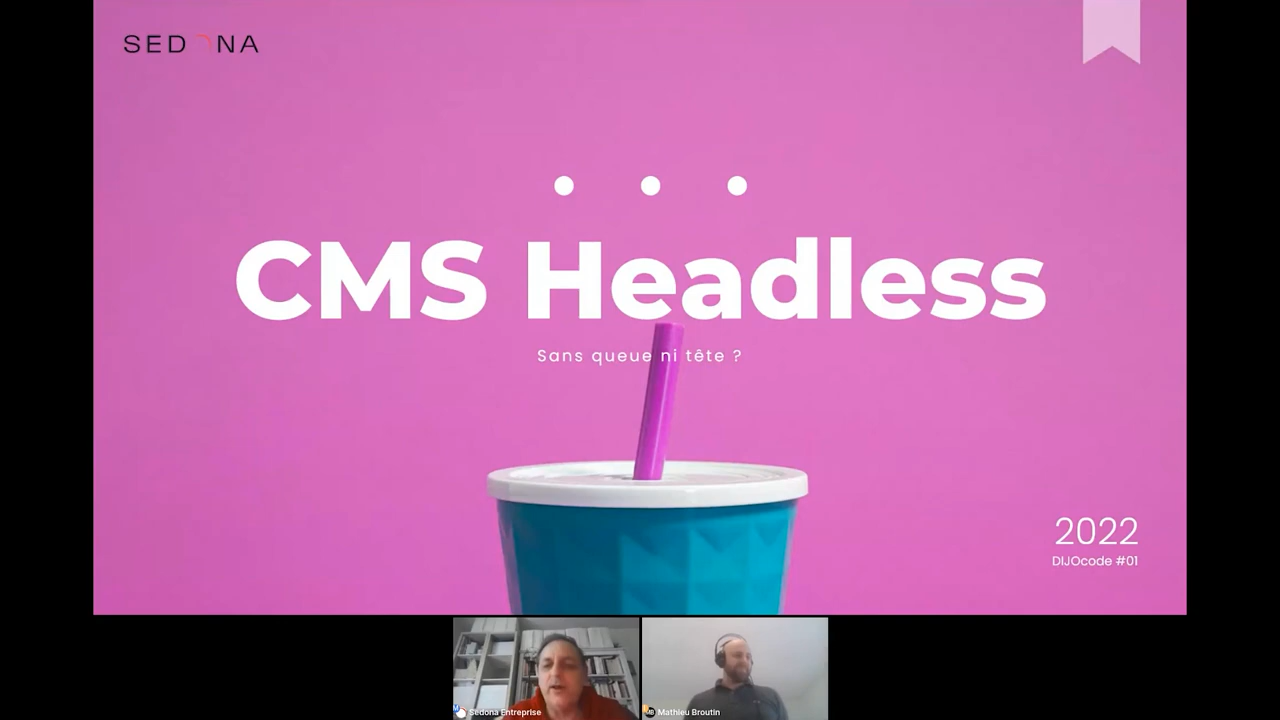 SEDONA
CMS Headless
Sans queue ni tête ?
2022
DIJOcode #01
Sedona Entreprise
Mathieu Broutin